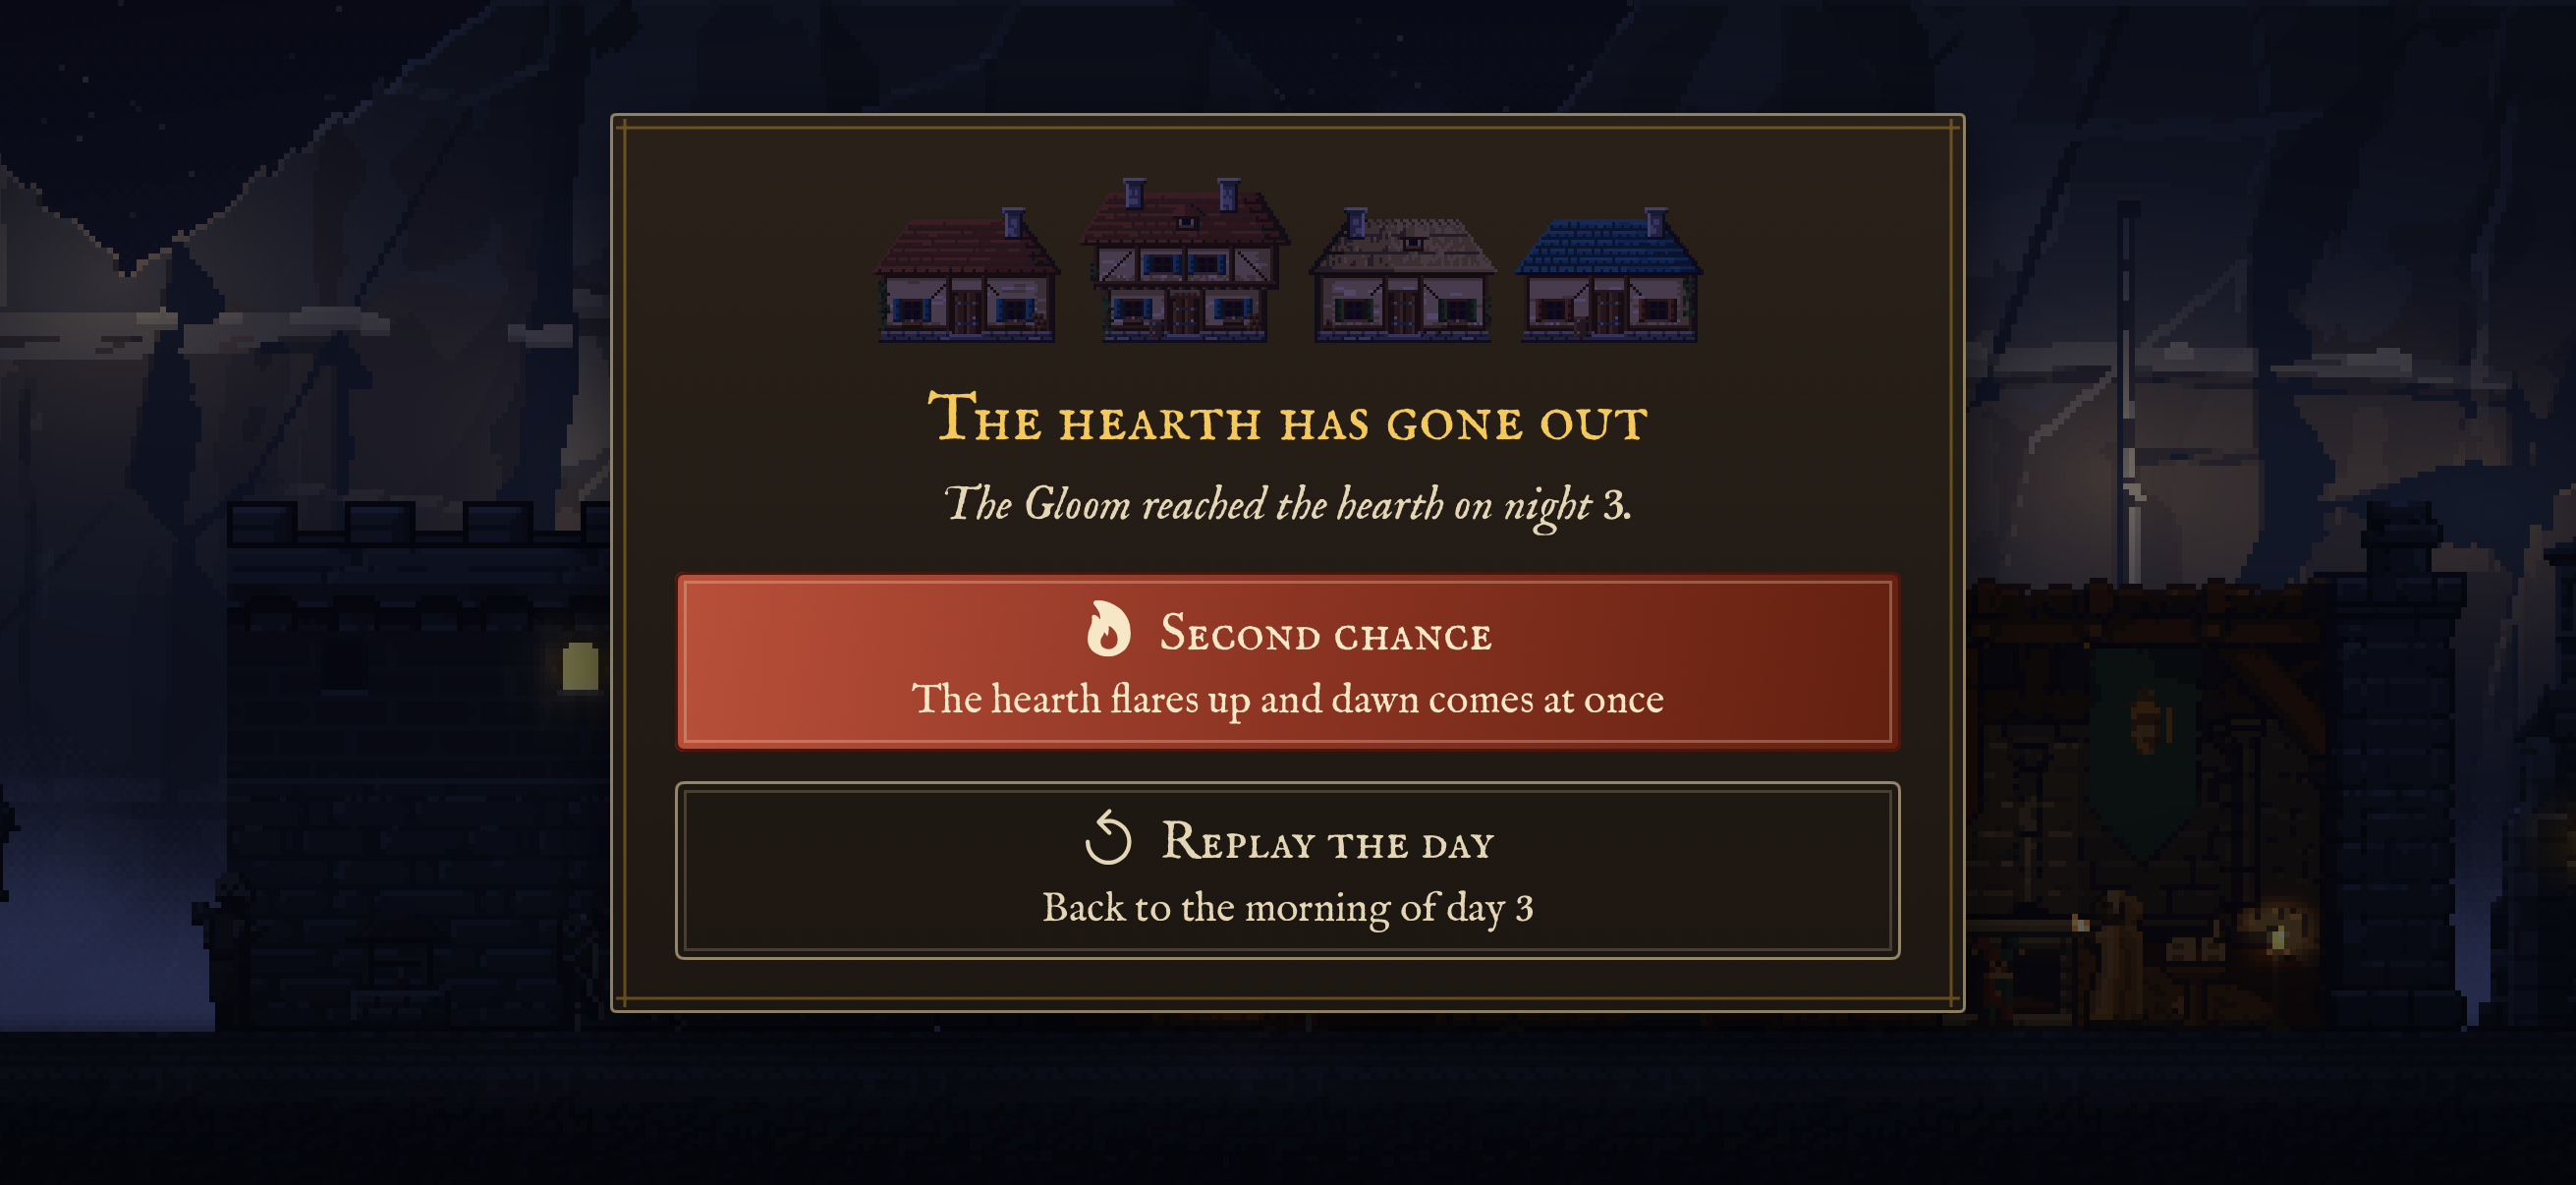 The hearth has gone out
The Gloom reached the hearth on night 3.
Second chance
The hearth flares up and dawn comes at once
Replay the day
Back to the morning of day 3